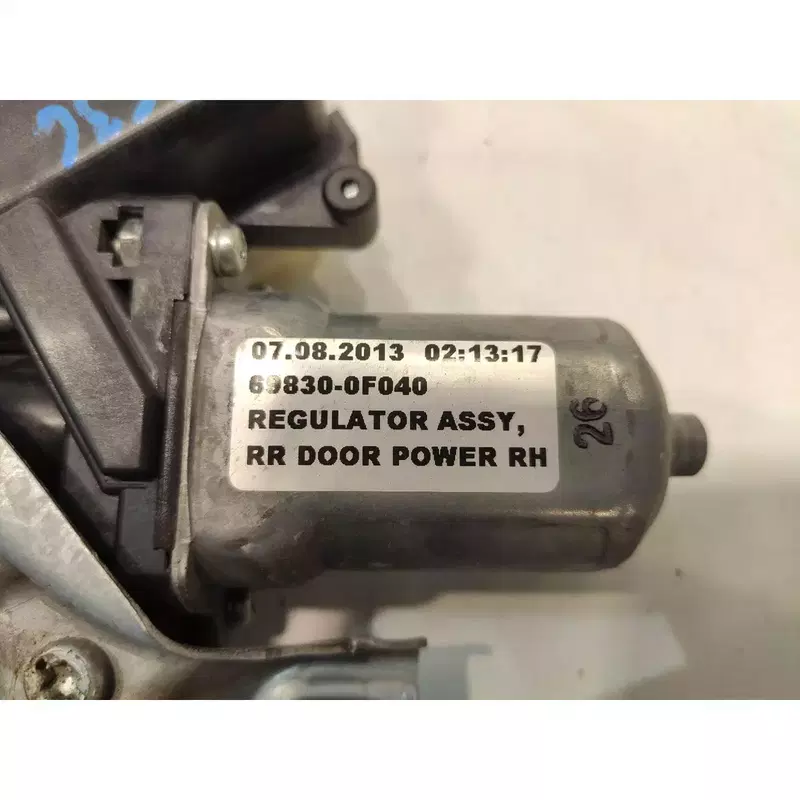 07.08.2013 02:13:17
69830-0F040
REGULATOR ASSY,
RR DOOR POWER RH
26